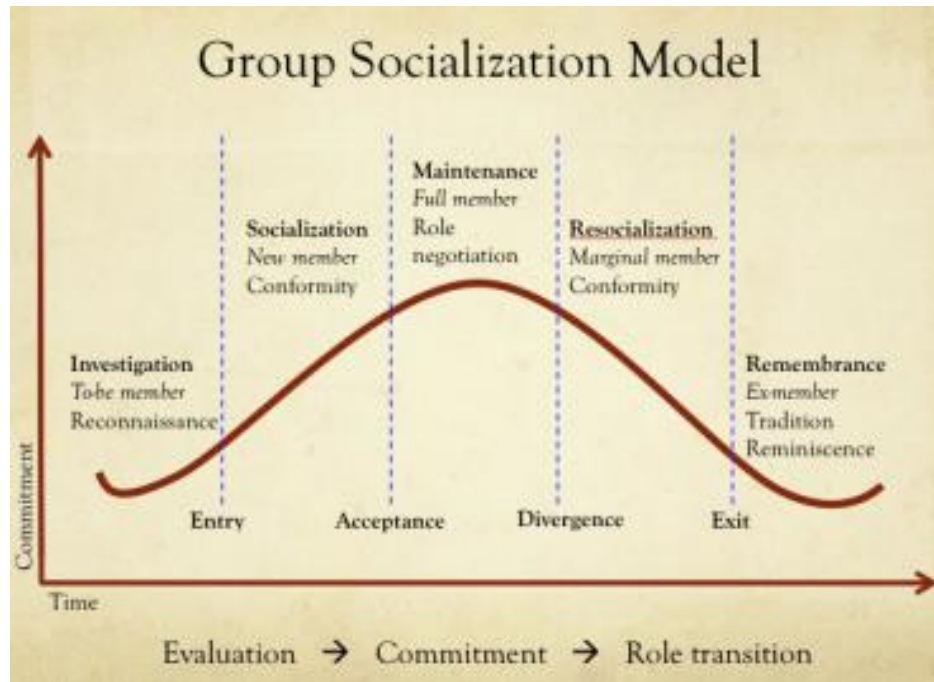 Group Socialization Model
Maintenance
Full member
Role
negotiation
Socialization
New member
Conformity
Resocialization
Marginal member
Conformity
Investigation
To-be member
Reconnaissance
Remembrance
Ex-member
Tradition
Reminiscence
Commitment
Entry
Acceptance
Divergence
Exit
Time
Evaluation → Commitment → Role transition